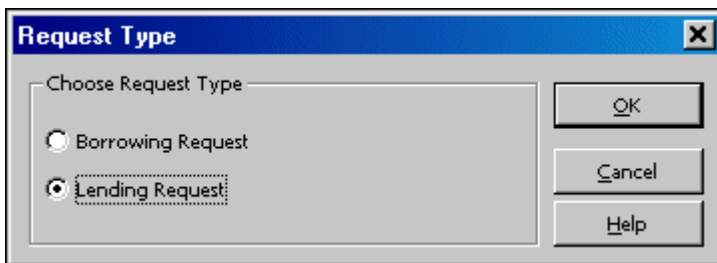 Request Type
Choose Request Type
Borrowing Request
Lending Request
OK
Cancel
Help